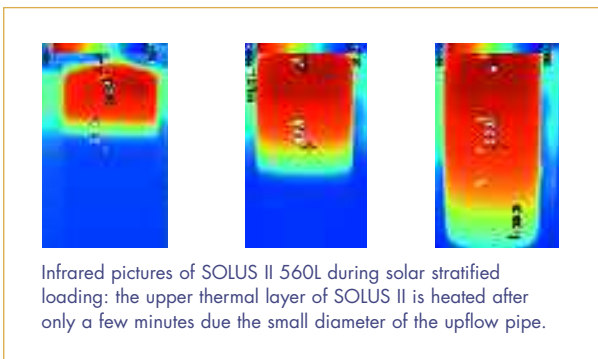 Infrared pictures of SOLUS II 560L during solar stratified
loading: the upper thermal layer of SOLUS II is heated after
only a few minutes due the small diameter of the upflow pipe.